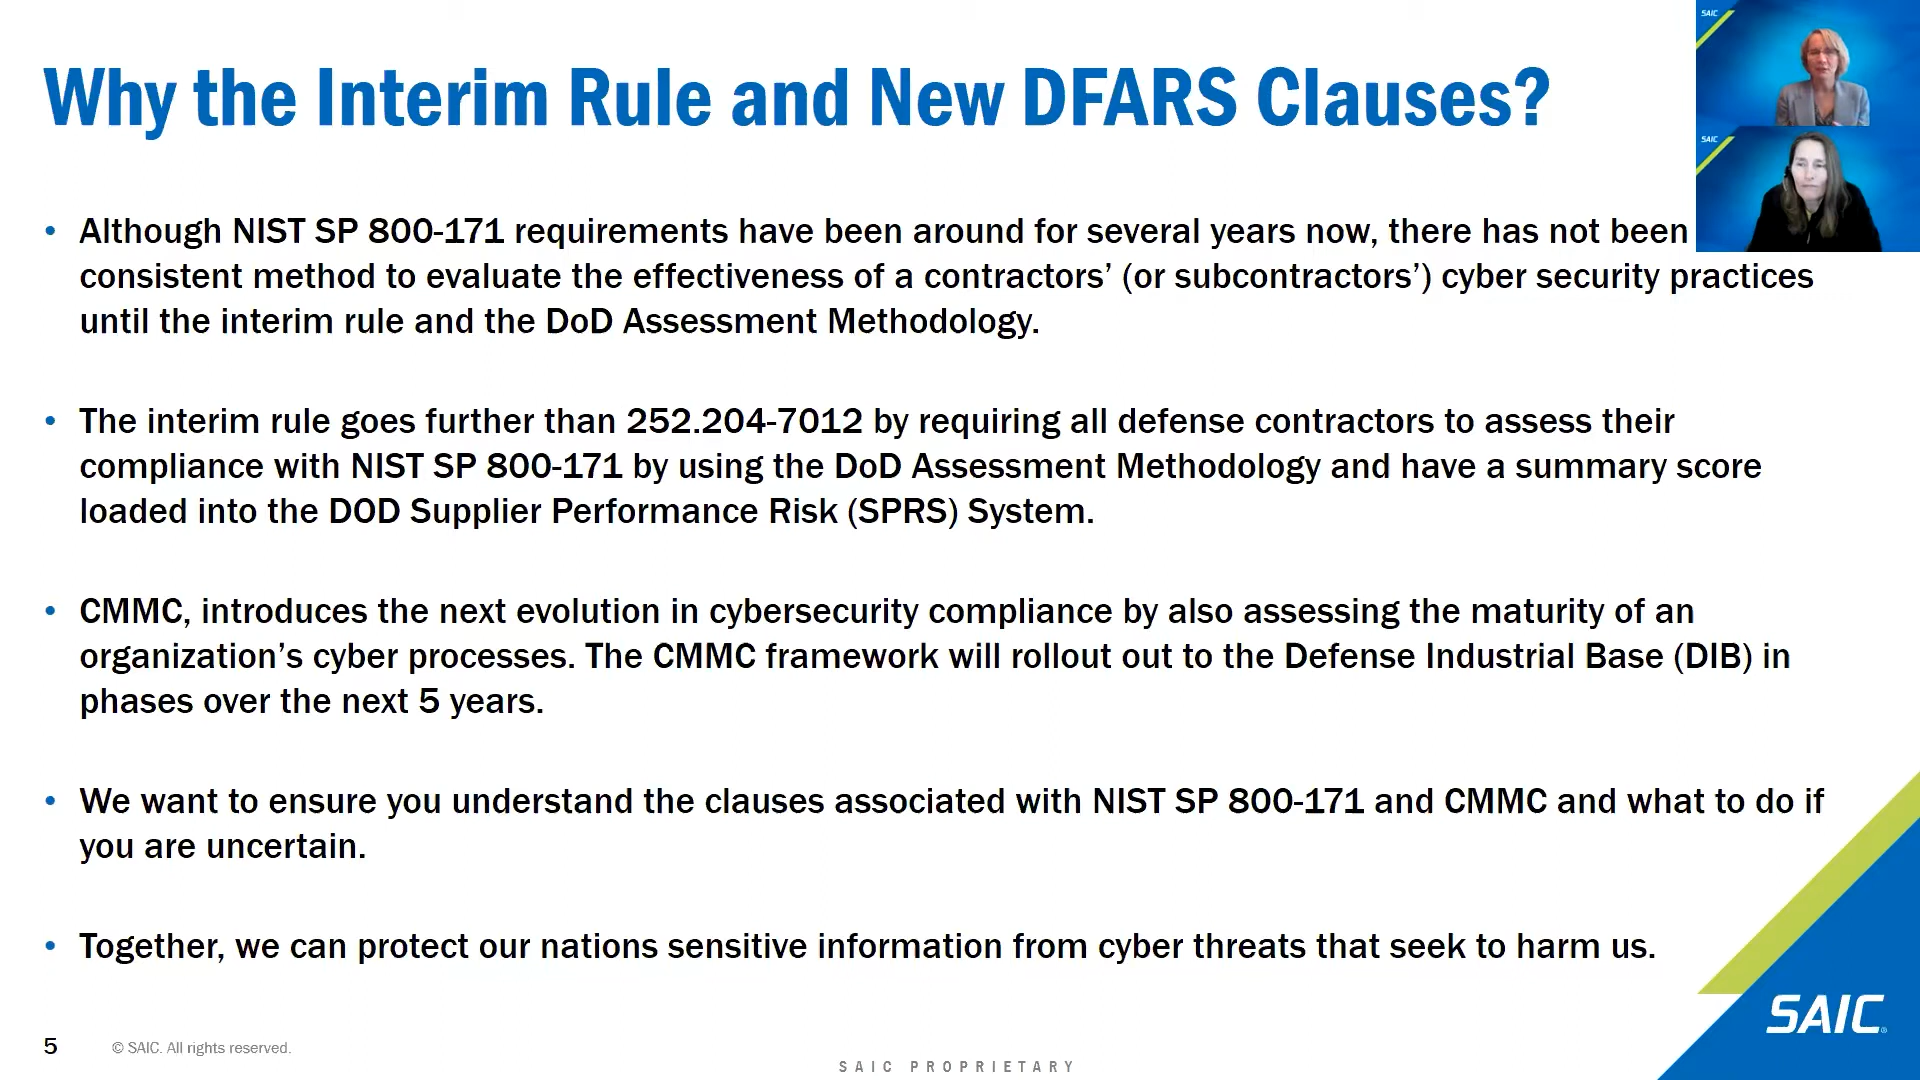 Why the Interim Rule and New DFARS Clauses?
SAIC
SAIC
• Although NIST SP 800-171 requirements have been around for several years now, there has not been
consistent method to evaluate the effectiveness of a contractors’ (or subcontractors’) cyber security practices
until the interim rule and the DoD Assessment Methodology.
• The interim rule goes further than 252.204-7012 by requiring all defense contractors to assess their
compliance with NIST SP 800-171 by using the DoD Assessment Methodology and have a summary score
loaded into the DOD Supplier Performance Risk (SPRS) System.
• CMMC, introduces the next evolution in cybersecurity compliance by also assessing the maturity of an
organization’s cyber processes. The CMMC framework will rollout out to the Defense Industrial Base (DIB) in
phases over the next 5 years.
• We want to ensure you understand the clauses associated with NIST SP 800-171 and CMMC and what to do if
you are uncertain.
• Together, we can protect our nations sensitive information from cyber threats that seek to harm us.
SAIC®
5
© SAIC. All rights reserved.
SAIC PROPRIETARY